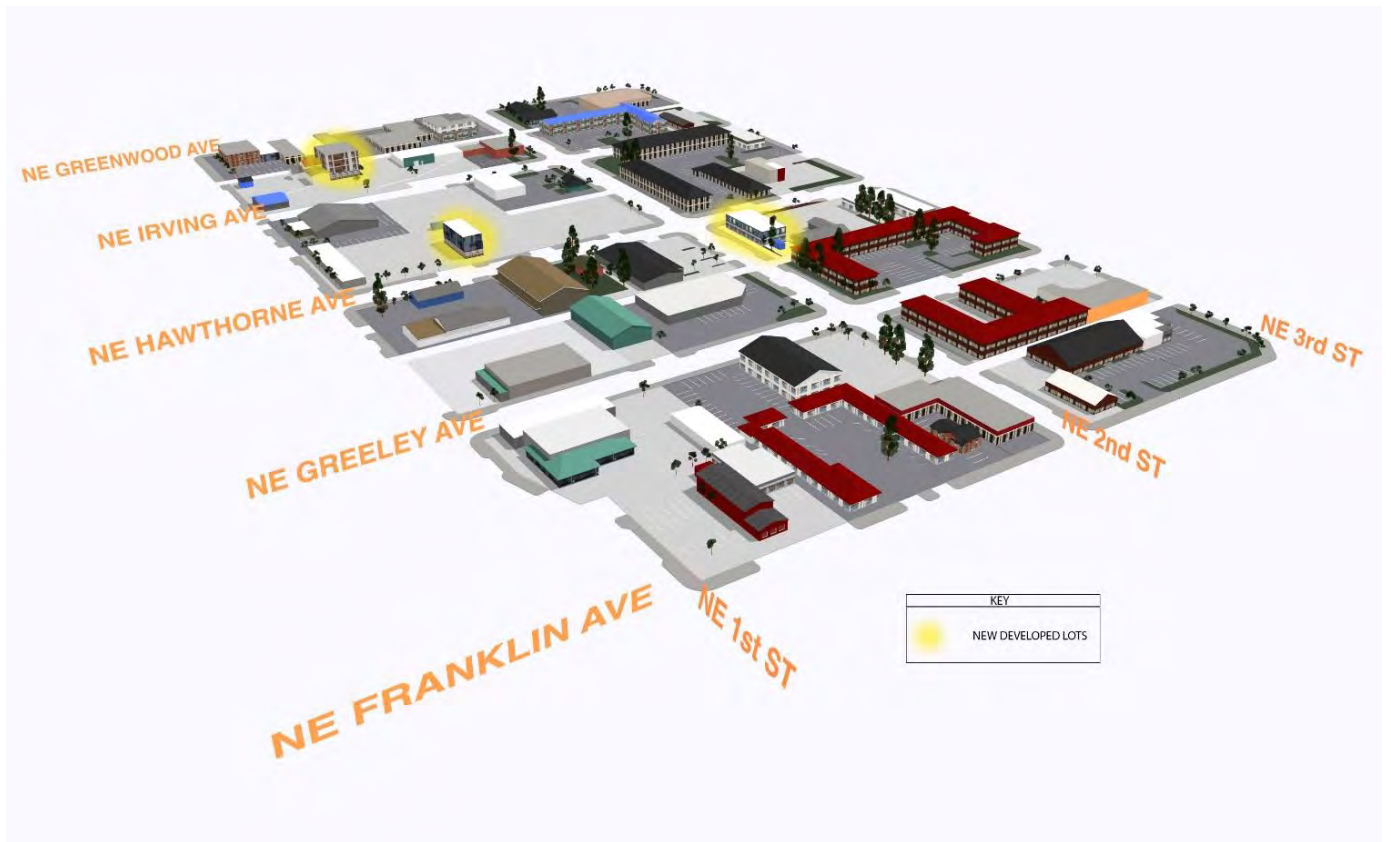 NE GREENWOOD AVE
NE IRVING AVE
NE HAWTHORNE AVE
NE GREELEY AVE
NE FRANKLIN AVE
NE 1st ST
NE 2nd ST
NE 3rd ST
KEY
NEW DEVELOPED LOTS